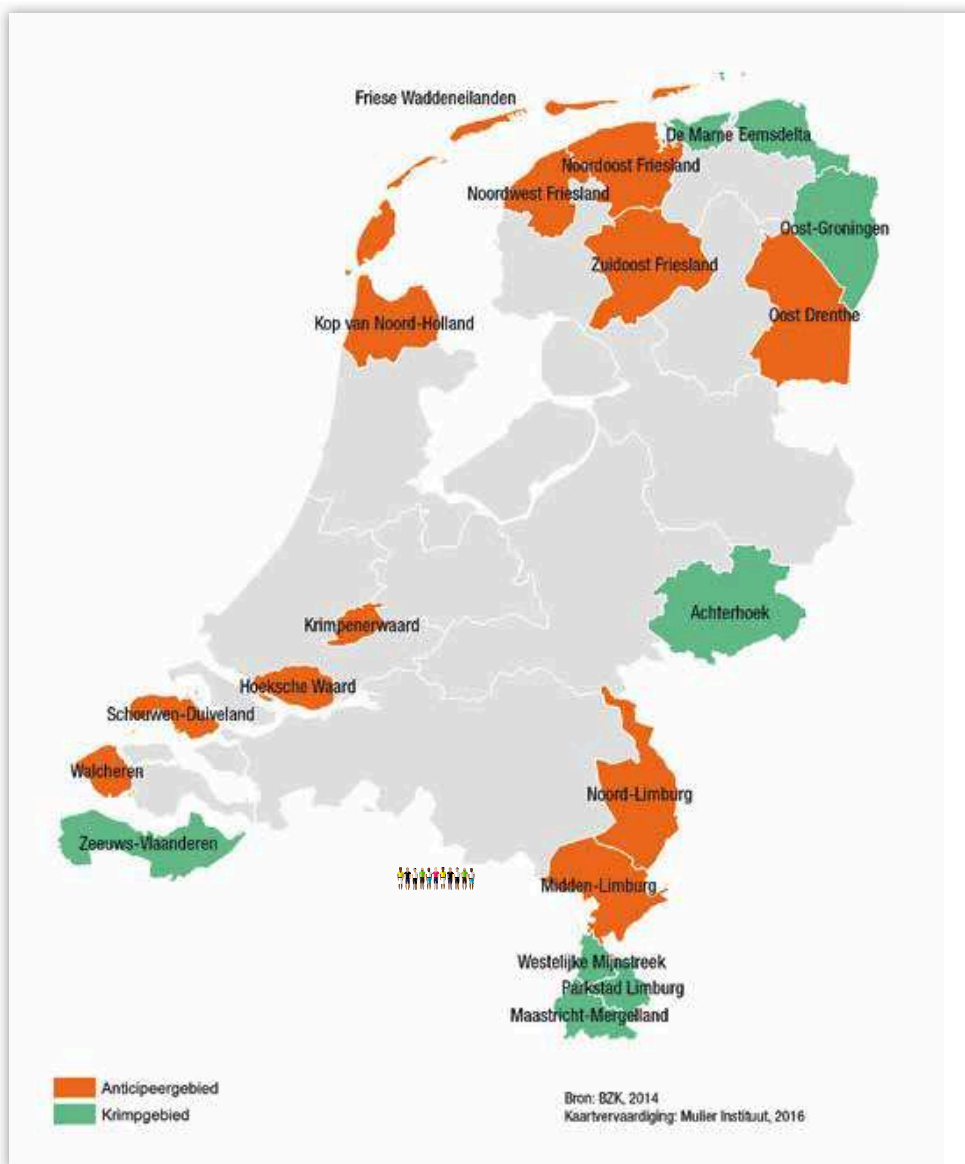 Friese Waddeneilanden
De Marne Eemsdelta
Noordoost Friesland
Noordwest Friesland
Oost-Groningen
Zuidoost Friesland
Oost Drenthe
Kop van Noord-Holland
Achterhoek
Krimpenerwaard
Hoeksche Waard
Schouwen-Duiveland
Walcheren
Noord-Limburg
Zeeuws-Vlaanderen
Midden-Limburg
Westelijke Mijnstreek
Parkstad Limburg
Maastricht-Mergelland
Anticipeergebied
Krimpgebied
Bron: BZK, 2014
Kaartvervaardiging: Muller Instituut, 2016